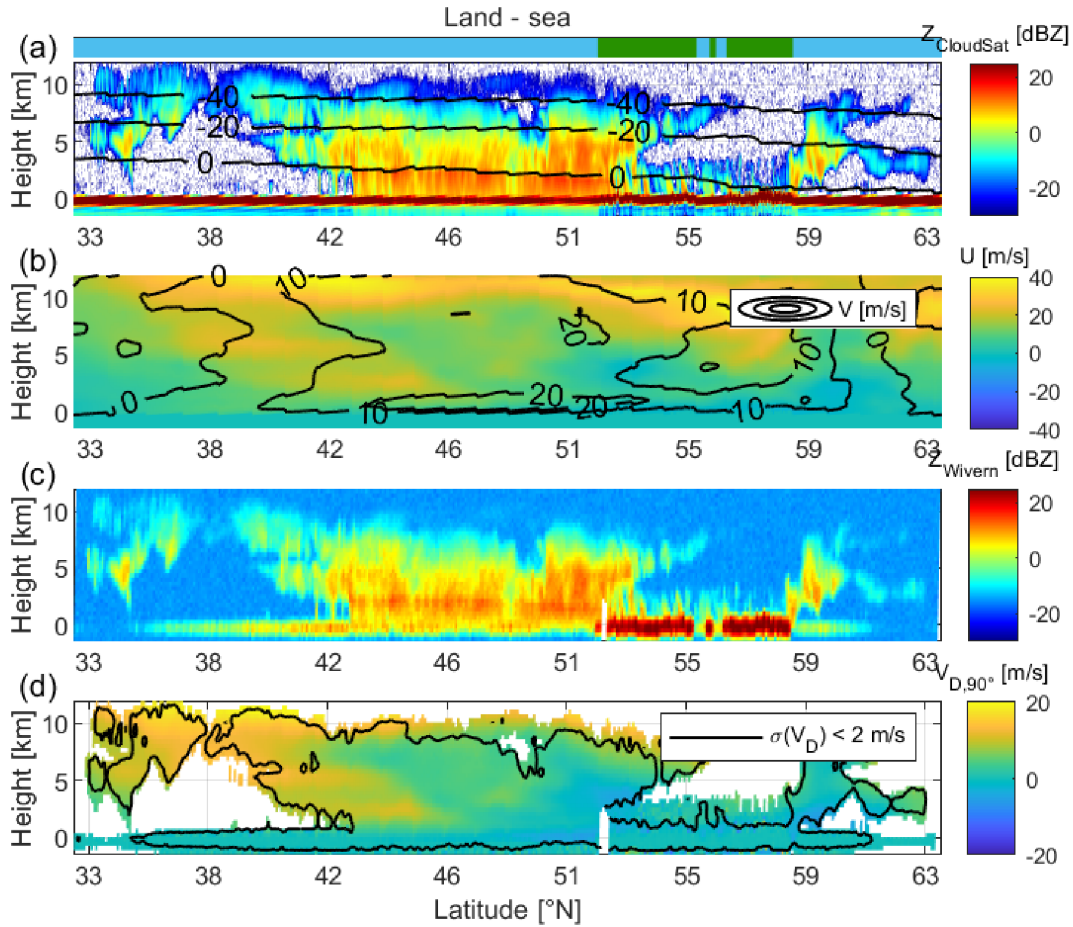 Land - sea
(a)
Z_CloudSat [dBZ]
Height [km]
10
5
0
-40
-40
-20
-20
0
0
20
0
-20
33 38 42 46 51 55 59 63
(b)
U [m/s]
Height [km]
10
5
0
0
10
10
V [m/s]
20
10
0
0
10
20
20
10
40
20
0
-20
-40
33 38 42 46 51 55 59 63
(c)
Z_Wivern [dBZ]
Height [km]
10
5
0
20
0
-20
33 38 42 46 51 55 59 63
(d)
V_D,90° [m/s]
Height [km]
10
5
0
σ(V_D) < 2 m/s
20
10
0
-10
-20
33 38 42 46 51 55 59 63
Latitude [°N]